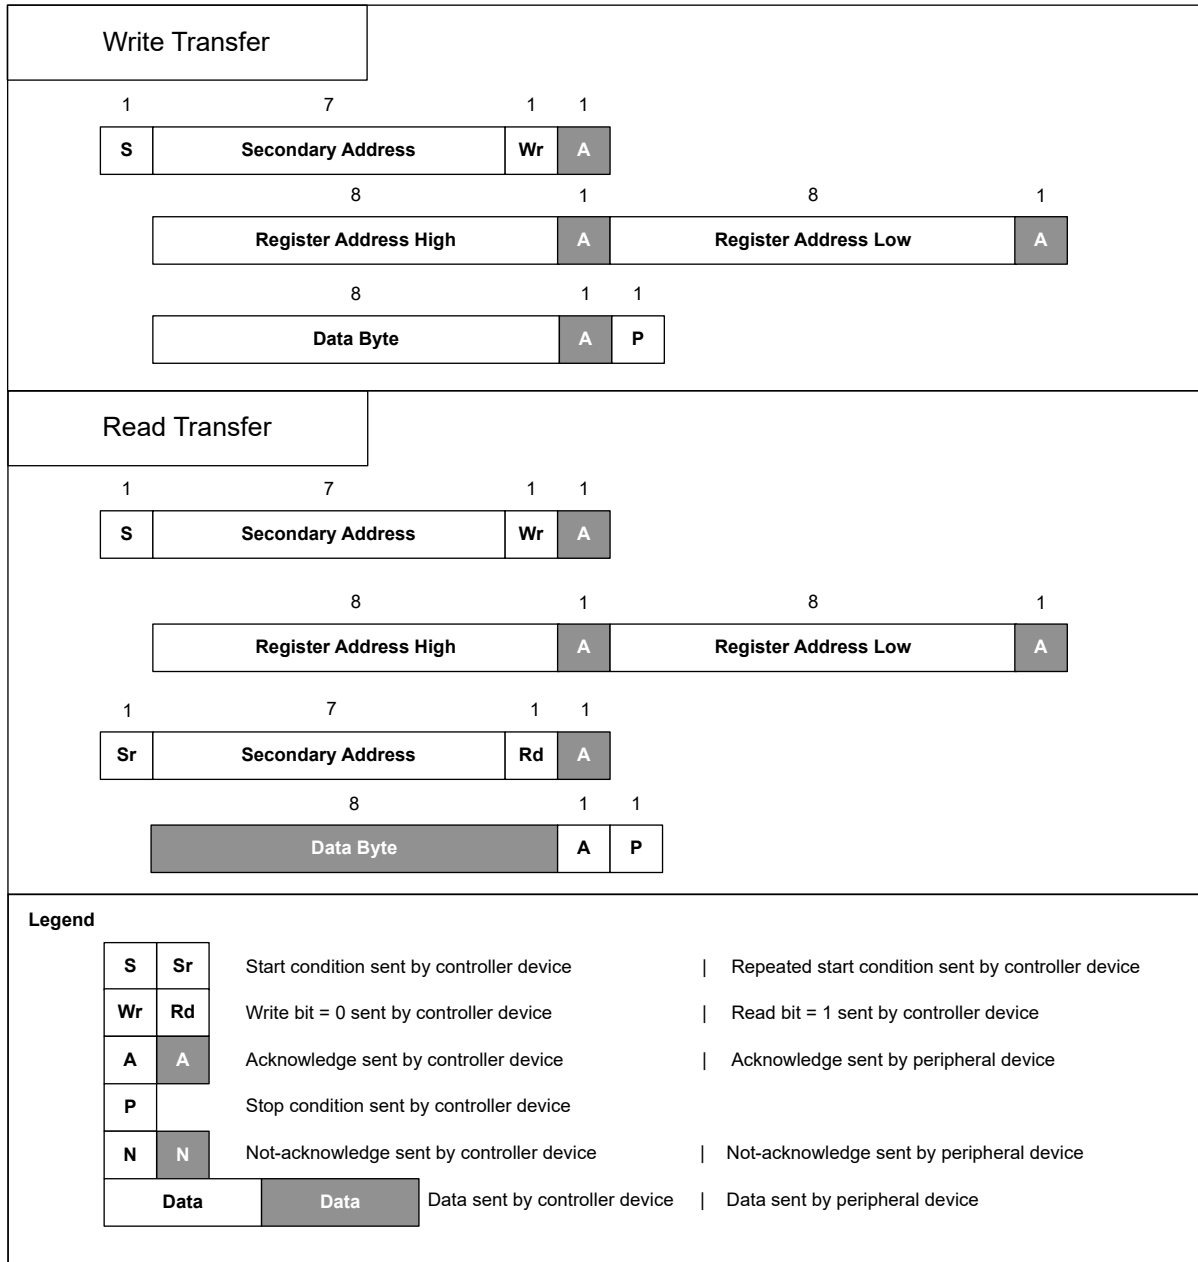 Write Transfer
1 7 1 1
S Secondary Address Wr A
8 1 8 1
Register Address High A Register Address Low A
8 1 1
Data Byte A P
Read Transfer
1 7 1 1
S Secondary Address Wr A
8 1 8 1
Register Address High A Register Address Low A
1 7 1 1
Sr Secondary Address Rd A
8 1 1
Data Byte A P
Legend
S Sr Start condition sent by controller device | Repeated start condition sent by controller device
Wr Rd Write bit = 0 sent by controller device | Read bit = 1 sent by controller device
A A Acknowledge sent by controller device | Acknowledge sent by peripheral device
P Stop condition sent by controller device
N N Not-acknowledge sent by controller device | Not-acknowledge sent by peripheral device
Data Data Data sent by controller device | Data sent by peripheral device